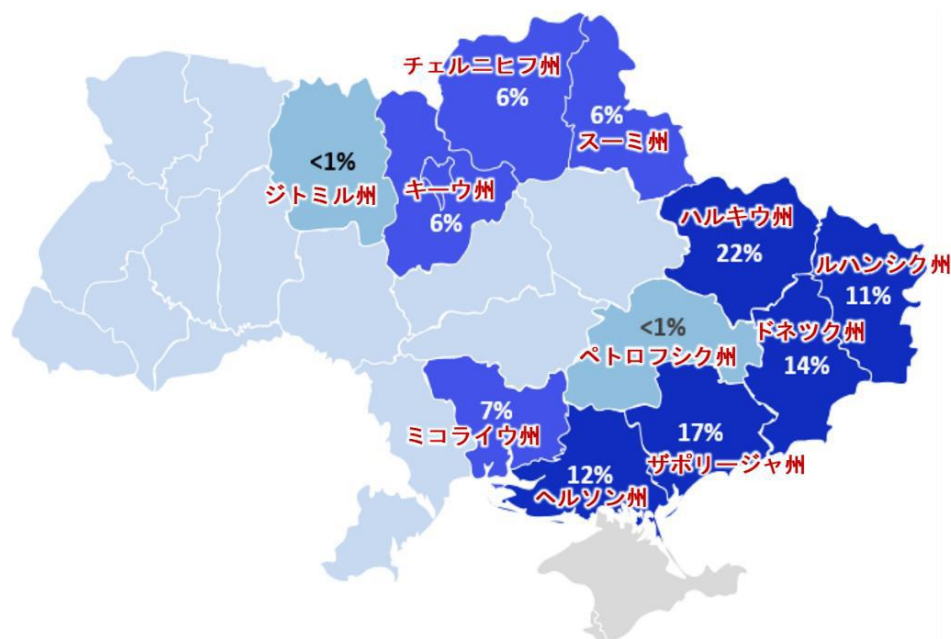 チェルニヒフ州
6%
6%
スーミ州
<1%
ジトミル州
キーウ州
6%
ハルキウ州
22%
ルハンシク州
11%
<1%
ペトロフシク州
ドネツク州
14%
7%
ミコライウ州
17%
ザポリージャ州
12%
ヘルソン州